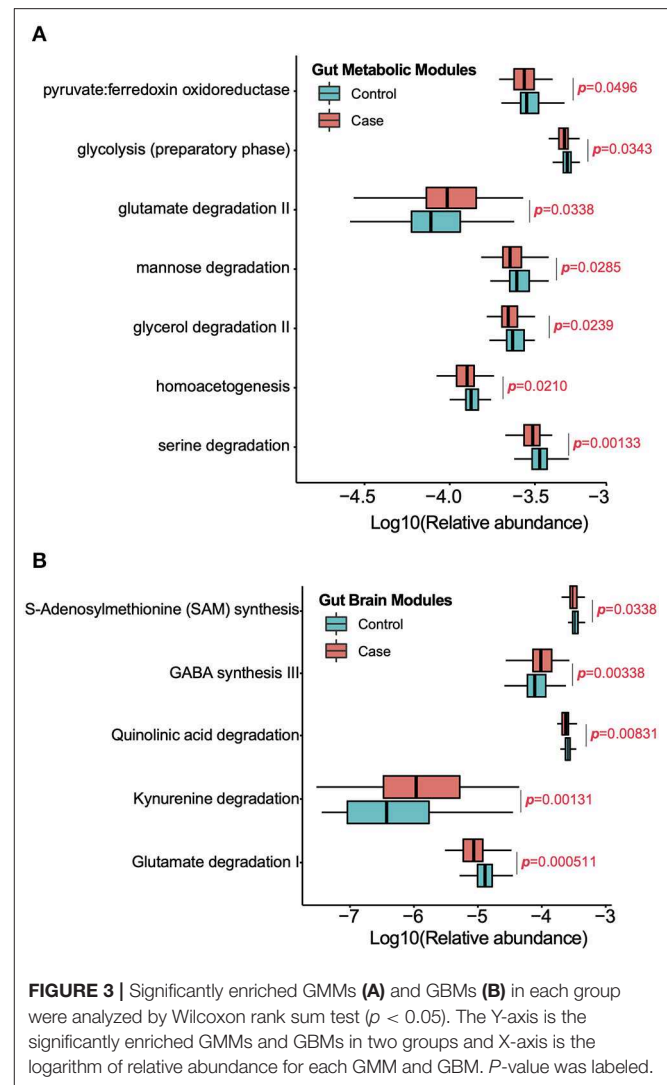 A
Gut Metabolic Modules
Control
Case
pyruvate:ferredoxin oxidoreductase
p=0.0496
glycolysis (preparatory phase)
p=0.0343
glutamate degradation II
p=0.0338
mannose degradation
p=0.0285
glycerol degradation II
p=0.0239
homoacetogenesis
p=0.0210
serine degradation
p=0.00133
−4.5 −4.0 −3.5 −3
Log10(Relative abundance)
B
Gut Brain Modules
Control
Case
S-Adenosylmethionine (SAM) synthesis
p=0.0338
GABA synthesis III
p=0.00338
Quinolinic acid degradation
p=0.00831
Kynurenine degradation
p=0.00131
Glutamate degradation I
p=0.000511
−7 −6 −5 −4 −3
Log10(Relative abundance)
FIGURE 3 | Significantly enriched GMMs (A) and GBMs (B) in each group
were analyzed by Wilcoxon rank sum test (p < 0.05). The Y-axis is the
significantly enriched GMMs and GBMs in two groups and X-axis is the
logarithm of relative abundance for each GMM and GBM. P-value was labeled.